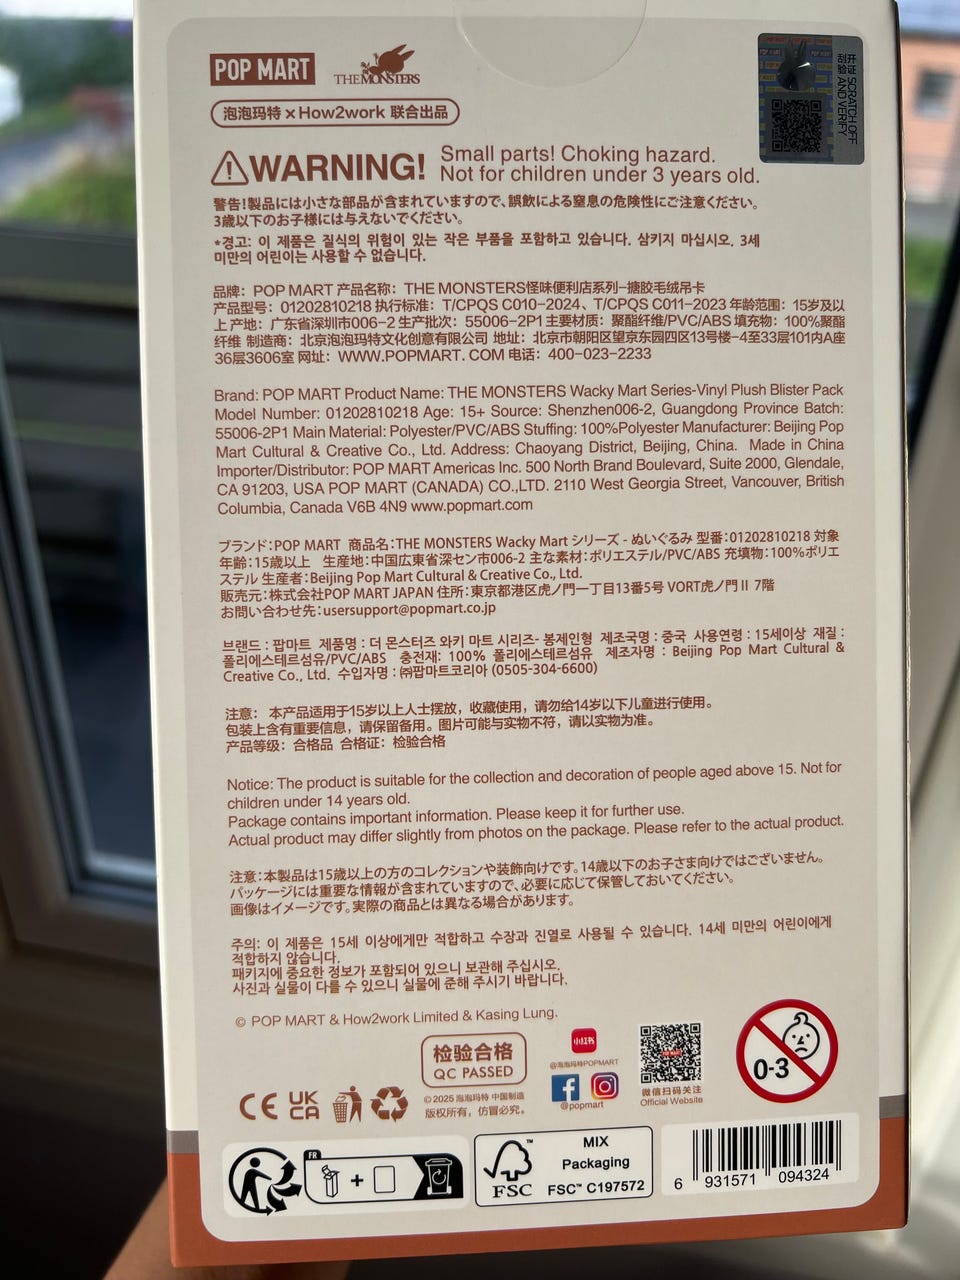 POP MART
THE MONSTERS
泡泡玛特×How2work 联合出品
开涂刮验
SCRATCH OFF
AND VERIFY
WARNING!
Small parts! Choking hazard.
Not for children under 3 years old.
警告!製品には小さな部品が含まれていますので、誤飲による窒息の危険性にご注意ください。
3歳以下のお子様には与えないでください。
*경고: 이 제품은 질식의 위험이 있는 작은 부품을 포함하고 있습니다. 삼키지 마십시오. 3세
미만의 어린이는 사용할 수 없습니다.
品牌：POP MART 产品名称：THE MONSTERS怪味便利店系列-搪胶毛绒吊卡
产品型号：01202810218 执行标准：T/CPQS C010-2024、T/CPQS C011-2023 年龄范围：15岁及以
上 产地：广东省深圳市006-2 生产批次：55006-2P1 主要材质：聚酯纤维/PVC/ABS 填充物：100%聚酯
纤维 制造商：北京泡泡玛特文化创意有限公司 地址：北京市朝阳区望京东园四区13号楼-4至33层101内A座
36层3606室 网址：WWW.POPMART.COM 电话：400-023-2233
Brand: POP MART Product Name: THE MONSTERS Wacky Mart Series-Vinyl Plush Blister Pack
Model Number: 01202810218 Age: 15+ Source: Shenzhen006-2, Guangdong Province Batch:
55006-2P1 Main Material: Polyester/PVC/ABS Stuffing: 100%Polyester Manufacturer: Beijing Pop
Mart Cultural & Creative Co., Ltd. Address: Chaoyang District, Beijing, China. Made in China
Importer/Distributor: POP MART Americas Inc. 500 North Brand Boulevard, Suite 2000, Glendale,
CA 91203, USA POP MART (CANADA) CO.,LTD. 2110 West Georgia Street, Vancouver, British
Columbia, Canada V6B 4N9 www.popmart.com
ブランド：POP MART 商品名：THE MONSTERS Wacky Mart シリーズ - ぬいぐるみ 型番：01202810218 対象
年齢：15歳以上 生産地：中国広東省深セン市006-2 主な素材：ポリエステル/PVC/ABS 充填物：100%ポリエ
ステル 生産者：Beijing Pop Mart Cultural & Creative Co., Ltd.
販売元：株式会社POP MART JAPAN 住所：東京都港区虎ノ門一丁目13番5号 VORT虎ノ門Ⅱ 7階
お問い合わせ先：usersupport@popmart.co.jp
브랜드 : 팝마트 제품명 : 더 몬스터즈 와키 마트 시리즈- 봉제인형 제조국명 : 중국 사용연령 : 15세이상 재질 :
폴리에스테르섬유/PVC/ABS 충전재: 100% 폴리에스테르섬유 제조자명 : Beijing Pop Mart Cultural &
Creative Co., Ltd. 수입자명 : ㈜팝마트코리아 (0505-304-6600)
注意：本产品适用于15岁以上人士摆放，收藏使用，请勿给14岁以下儿童进行使用。
包装上含有重要信息，请保留备用。图片可能与实物不符，请以实物为准。
产品等级：合格品 合格证：检验合格
Notice: The product is suitable for the collection and decoration of people aged above 15. Not for
children under 14 years old.
Package contains important information. Please keep it for further use.
Actual product may differ slightly from photos on the package. Please refer to the actual product.
注意：本製品は15歳以上の方のコレクションや装飾向けです。14歳以下のお子さま向けではございません。
パッケージには重要な情報が含まれていますので、必要に応じて保管しておいてください。
画像はイメージです。実際の商品とは異なる場合があります。
주의: 이 제품은 15세 이상에게만 적합하고 수장과 진열로 사용될 수 있습니다. 14세 미만의 어린이에게
적합하지 않습니다.
패키지에 중요한 정보가 포함되어 있으니 보관해 주십시오.
사진과 실물이 다를 수 있으니 실물에 준해 주시기 바랍니다.
© POP MART & How2work Limited & Kasing Lung.
检验合格
QC PASSED
小红书
@泡泡玛特POPMART
@popmart
微信扫码关注
Official Website
0-3
CE UKCA
©2025 泡泡玛特 中国制造
版权所有，仿冒必究。
FR
FSC™
MIX
Packaging
FSC™ C197572
6 931571 094324